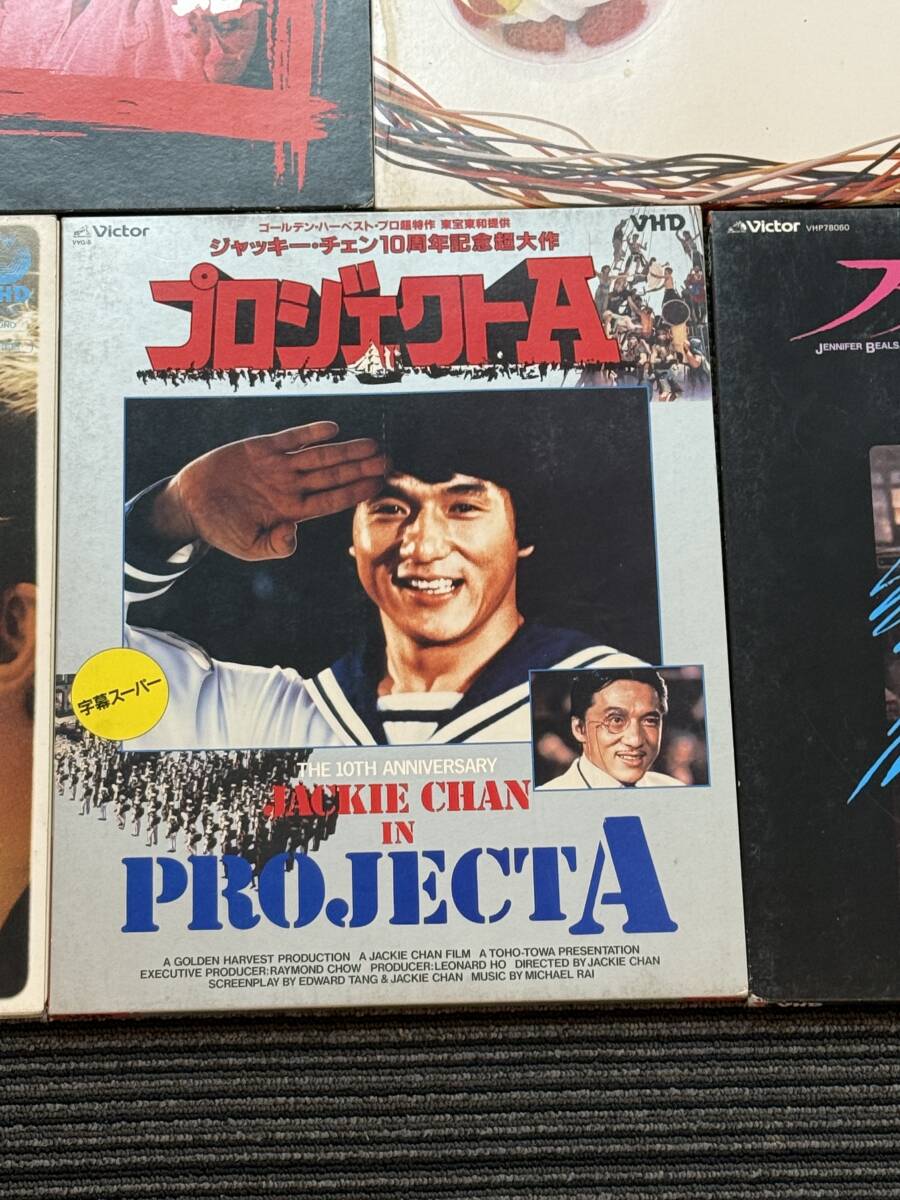 Victor
VHD
ゴールデン・ハーベスト・プロ超特作 東宝東和提供
ジャッキー・チェン10周年記念超大作
プロジェクトA
字幕スーパー
THE 10TH ANNIVERSARY
JACKIE CHAN
IN
PROJECT A
A GOLDEN HARVEST PRODUCTION A JACKIE CHAN FILM A TOHO-TOWA PRESENTATION
EXECUTIVE PRODUCER:RAYMOND CHOW PRODUCER:LEONARD HO DIRECTED BY JACKIE CHAN
SCREENPLAY BY EDWARD TANG & JACKIE CHAN MUSIC BY MICHAEL RAI
Victor VHP78060
JENNIFER BEALS